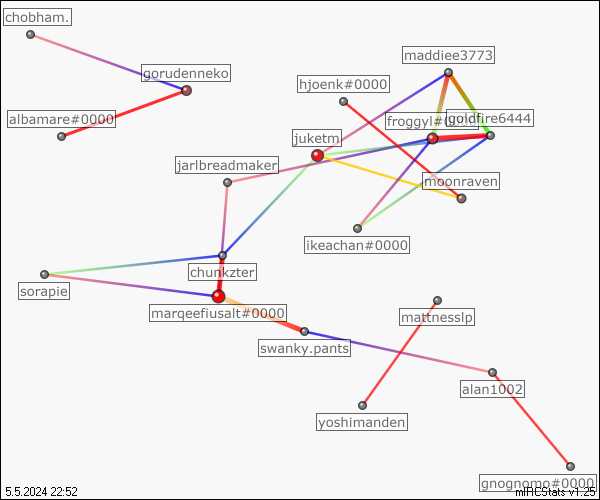 chobham.
maddiee3773
gorudenneko
hjoenk#0000
albamare#0000
froggyl#
goldfire6444
juketm
jarlbreadmaker
moonraven
ikeachan#0000
chunkzter
sorapie
marqeefiusalt#0000
mattnesslp
swanky.pants
alan1002
yoshimanden
gnognomo#0000
5.5.2024 22:52
mIRCStats v1.25